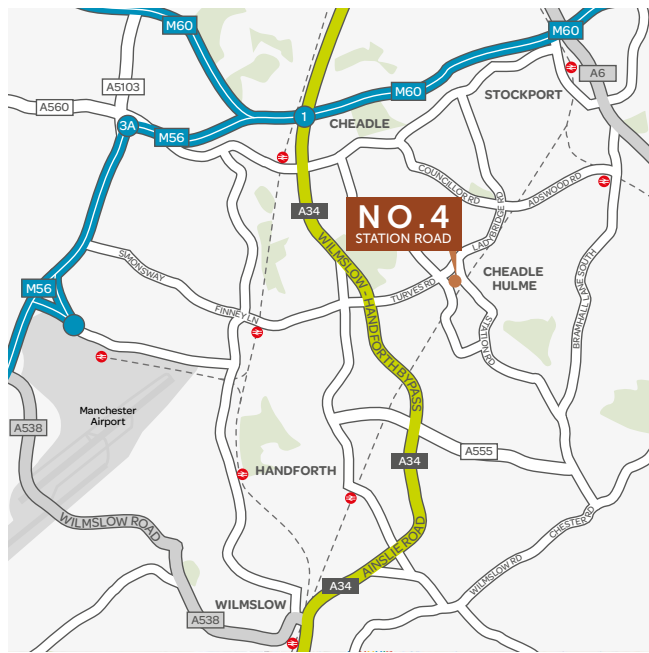 M60
M60
A6
A5103
M60
STOCKPORT
A560
3A
M56
1
CHEADLE
COUNCILLOR RD
ADSWOOD RD
A34
NO.4
STATION ROAD
LADYBRIDGE RD
WILMSLOW - HANDFORTH BYPASS
SIMONSWAY
M56
FINNEY LN
TURVES RD
CHEADLE
HULME
STATION RD
BRAMHALL LANE SOUTH
Manchester
Airport
A538
A34
A555
HANDFORTH
WILMSLOW ROAD
AINSLIE ROAD
CHESTER RD
WILMSLOW RD
A34
WILMSLOW
A538